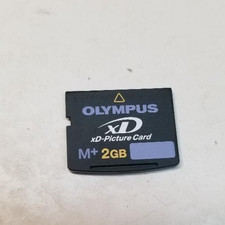 OLYMPUS
xD
xD-Picture Card
M+ 2GB